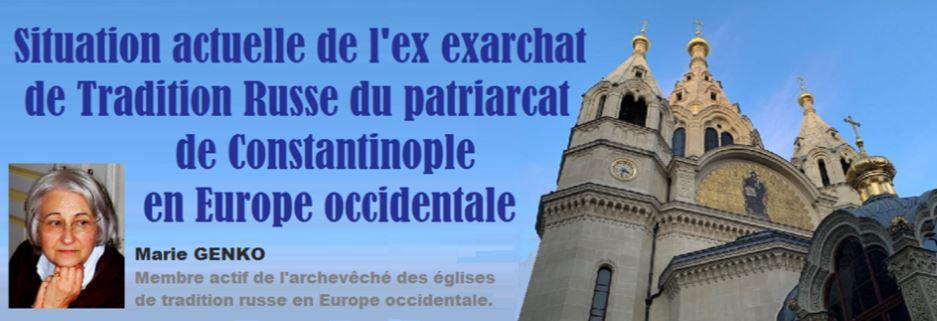 Situation actuelle de l'ex exarchat
de Tradition Russe du patriarcat
de Constantinople
en Europe occidentale
Marie GENKO
Membre actif de l'archevêché des églises
de tradition russe en Europe occidentale.